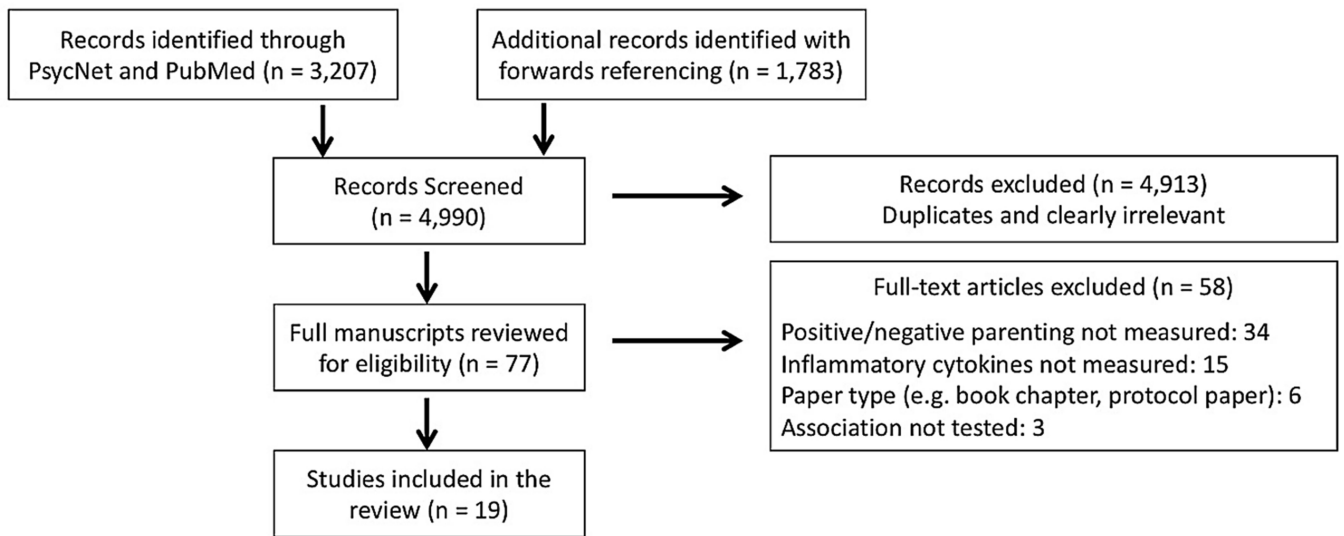 Records identified through
PsycNet and PubMed (n = 3,207)
Additional records identified with
forwards referencing (n = 1,783)
Records Screened
(n = 4,990)
Records excluded (n = 4,913)
Duplicates and clearly irrelevant
Full manuscripts reviewed
for eligibility (n = 77)
Full-text articles excluded (n = 58)
Positive/negative parenting not measured: 34
Inflammatory cytokines not measured: 15
Paper type (e.g. book chapter, protocol paper): 6
Association not tested: 3
Studies included in the
review (n = 19)